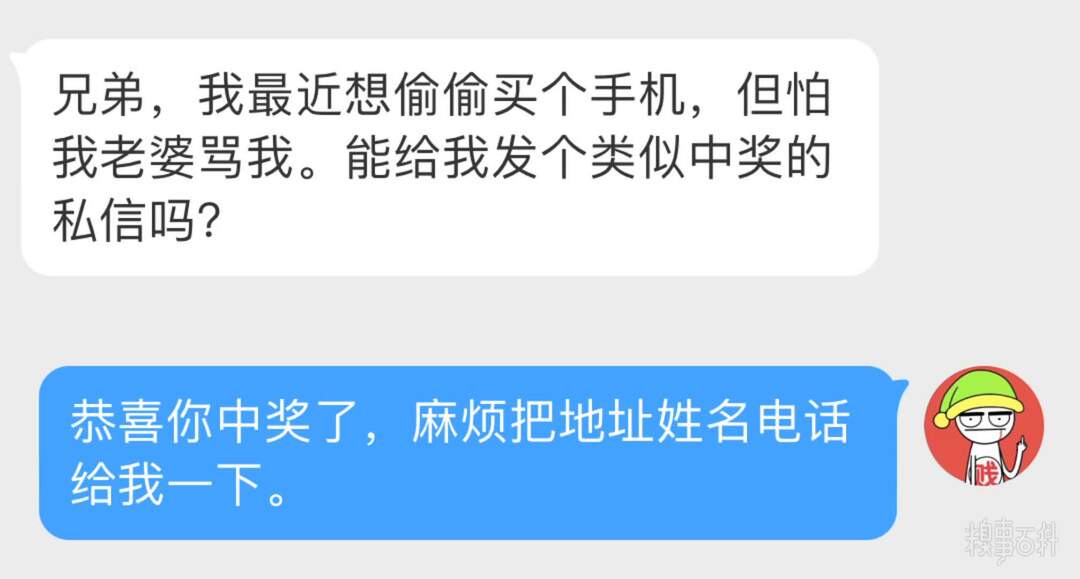 兄弟，我最近想偷偷买个手机，但怕
我老婆骂我。能给我发个类似中奖的
私信吗？
恭喜你中奖了，麻烦把地址姓名电话
给我一下。
贱
糗事百科